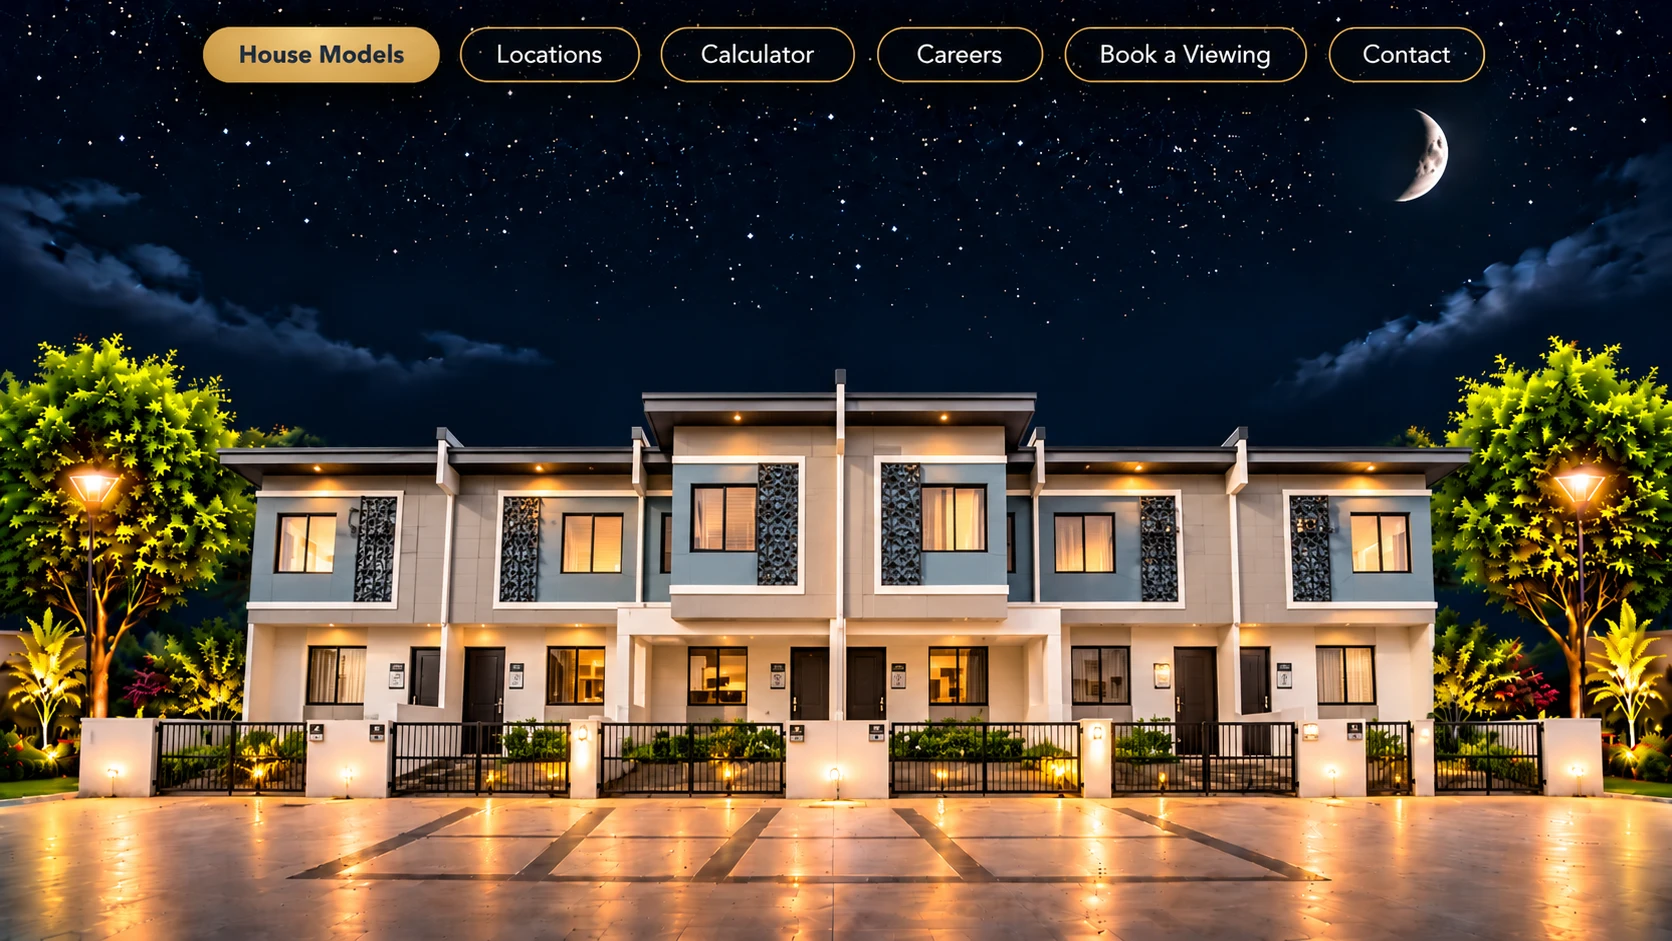 House Models
Locations
Calculator
Careers
Book a Viewing
Contact